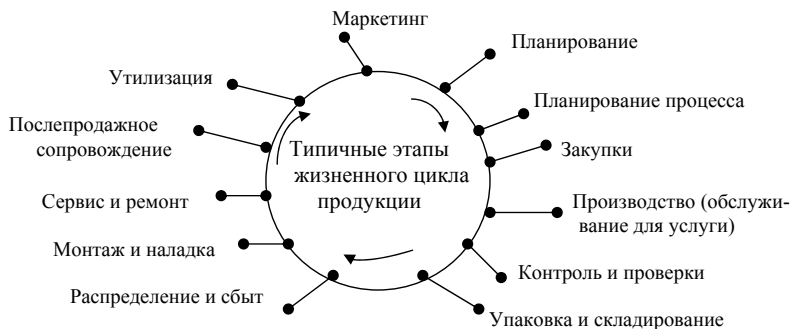 Маркетинг
Планирование
Утилизация
Планирование процесса
Послепродажное
сопровождение
Типичные этапы
жизненного цикла
продукции
Закупки
Сервис и ремонт
Производство (обслужи-
вание для услуги)
Монтаж и наладка
Контроль и проверки
Распределение и сбыт
Упаковка и складирование